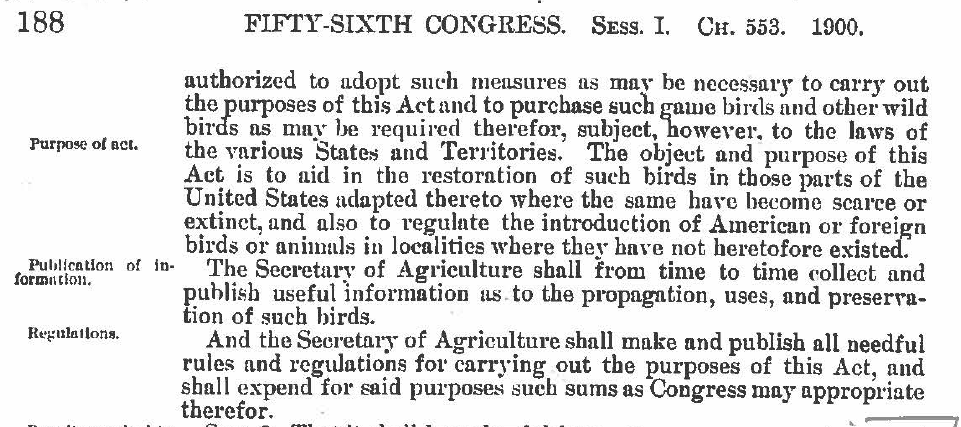 188 FIFTY-SIXTH CONGRESS. SESS. I. CH. 553. 1900.
authorized to adopt such measures as may be necessary to carry out
the purposes of this Act and to purchase such game birds and other wild
birds as may be required therefor, subject, however, to the laws of
Purpose of act.
the various States and Territories. The object and purpose of this
Act is to aid in the restoration of such birds in those parts of the
United States adapted thereto where the same have become scarce or
extinct, and also to regulate the introduction of American or foreign
birds or animals in localities where they have not heretofore existed.
Publication of in-
formation.
The Secretary of Agriculture shall from time to time collect and
publish useful information as to the propagation, uses, and preserva-
tion of such birds.
Regulations.
And the Secretary of Agriculture shall make and publish all needful
rules and regulations for carrying out the purposes of this Act, and
shall expend for said purposes such sums as Congress may appropriate
therefor.